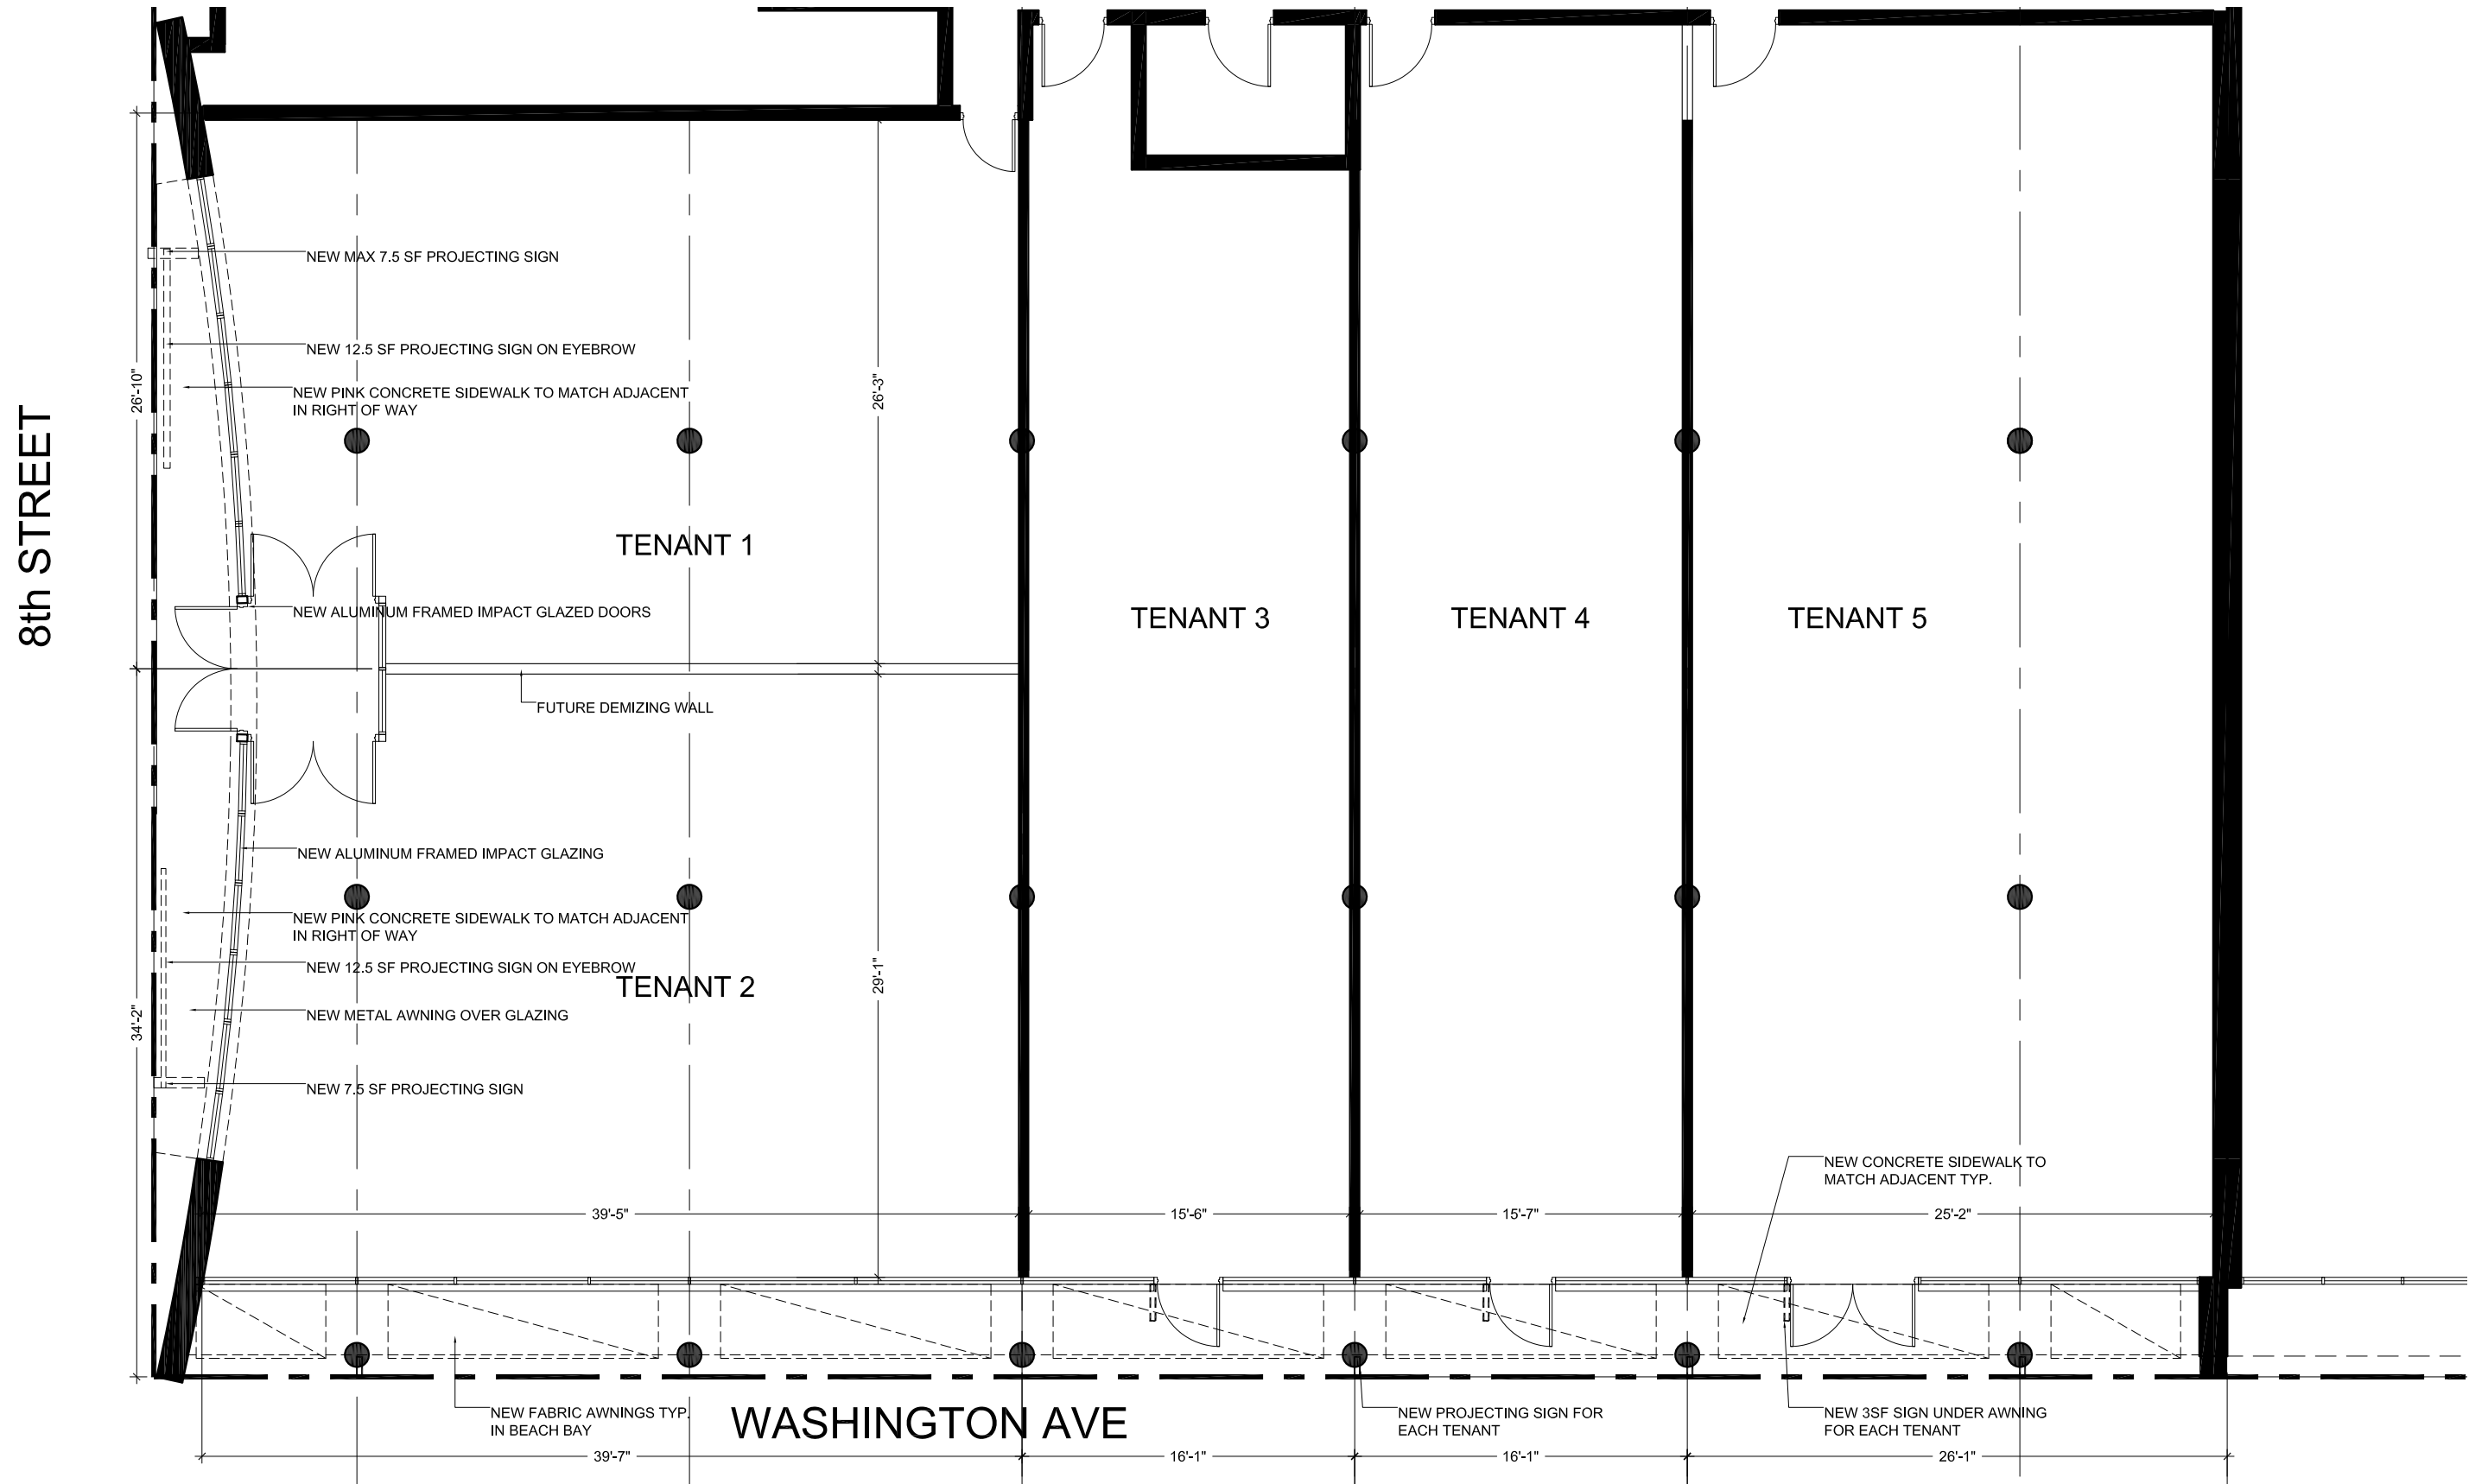 NEW MAX 7.5 SF PROJECTING SIGN
NEW 12.5 SF PROJECTING SIGN ON EYEBROW
26'-10"
26'-3"
NEW PINK CONCRETE SIDEWALK TO MATCH ADJACENT
IN RIGHT OF WAY
8th STREET
TENANT 1
NEW ALUMINUM FRAMED IMPACT GLAZED DOORS
TENANT 3
TENANT 4
TENANT 5
FUTURE DEMIZING WALL
NEW ALUMINUM FRAMED IMPACT GLAZING
NEW PINK CONCRETE SIDEWALK TO MATCH ADJACENT
IN RIGHT OF WAY
NEW 12.5 SF PROJECTING SIGN ON EYEBROW
TENANT 2
29'-1"
34'-2"
NEW METAL AWNING OVER GLAZING
NEW 7.5 SF PROJECTING SIGN
NEW CONCRETE SIDEWALK TO
MATCH ADJACENT TYP.
39'-5"
15'-6"
15'-7"
25'-2"
NEW FABRIC AWNINGS TYP.
IN BEACH BAY
WASHINGTON AVE
NEW PROJECTING SIGN FOR
EACH TENANT
NEW 3SF SIGN UNDER AWNING
FOR EACH TENANT
39'-7"
16'-1"
16'-1"
26'-1"